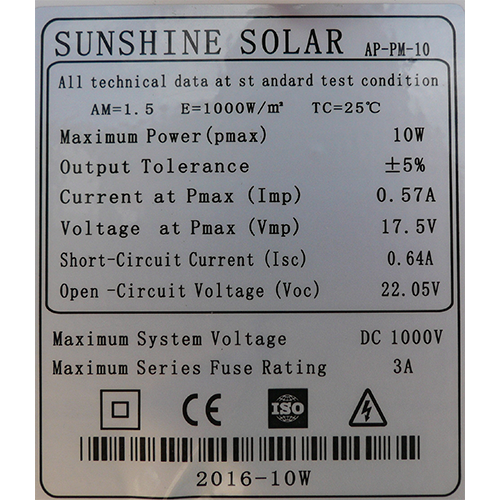 SUNSHINE SOLAR AP-PM-10
All technical data at st andard test condition
AM=1.5 E=1000W/m² TC=25℃
Maximum Power(pmax) 10W
Output Tolerance ±5%
Current at Pmax (Imp) 0.57A
Voltage at Pmax (Vmp) 17.5V
Short-Circuit Current (Isc) 0.64A
Open -Circuit Voltage (Voc) 22.05V
Maximum System Voltage DC 1000V
Maximum Series Fuse Rating 3A
CE ISO
2016-10W